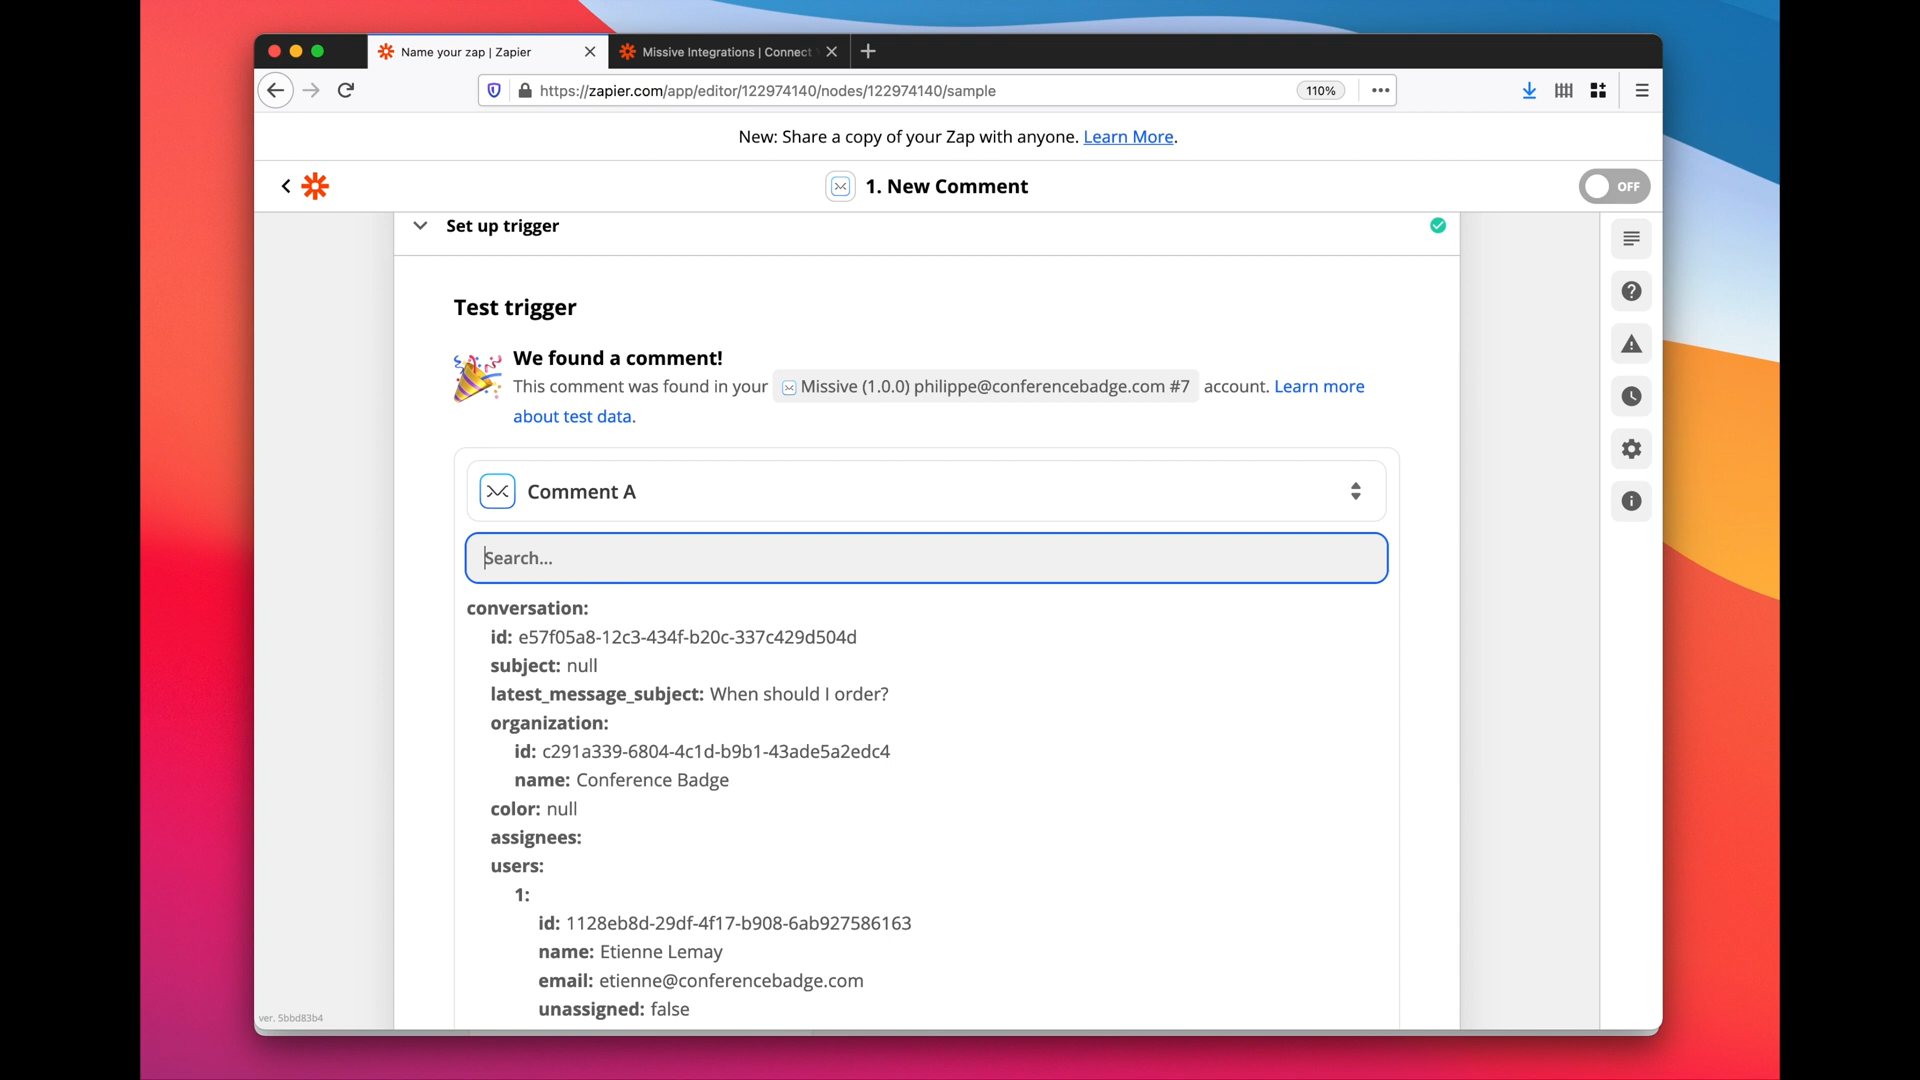 Name your zap | Zapier
Missive Integrations | Connect
https://zapier.com/app/editor/122974140/nodes/122974140/sample
110%
New: Share a copy of your Zap with anyone. Learn More.
1. New Comment
OFF
Set up trigger
Test trigger
We found a comment!
This comment was found in your Missive (1.0.0) philippe@conferencebadge.com #7 account. Learn more
about test data.
Comment A
Search...
conversation:
id: e57f05a8-12c3-434f-b20c-337c429d504d
subject: null
latest_message_subject: When should I order?
organization:
id: c291a339-6804-4c1d-b9b1-43ade5a2edc4
name: Conference Badge
color: null
assignees:
users:
1:
id: 1128eb8d-29df-4f17-b908-6ab927586163
name: Etienne Lemay
email: etienne@conferencebadge.com
unassigned: false
ver. 5bbd83b4